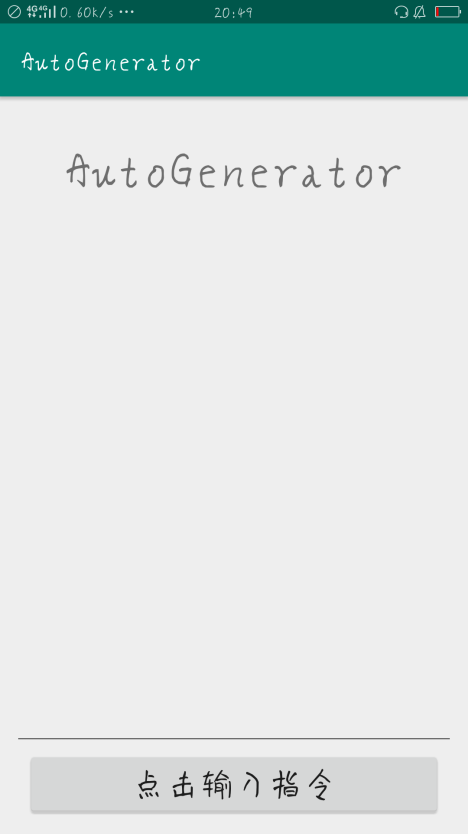 4G 4G 0.60k/s ··· 20:49
AutoGenerator
AutoGenerator
点击输入指令